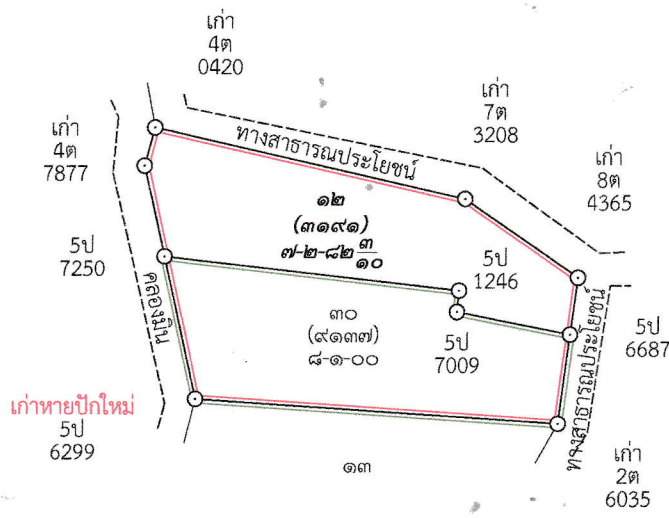 เก่า
4ต
0420
เก่า
7ต
3208
เก่า
4ต
7877
ทางสาธารณประโยชน์
เก่า
8ต
4365
๑๒
(๓๑๙๑)
๗-๒-๘๒ ๓/๑๐
5ป
7250
5ป
1246
คลองมิน
๓๐
(๙๑๓๗)
๘-๑-๐๐
5ป
7009
ทางสาธารณประโยชน์
5ป
6687
เก่าหายปักใหม่
5ป
6299
๑๓
เก่า
2ต
6035